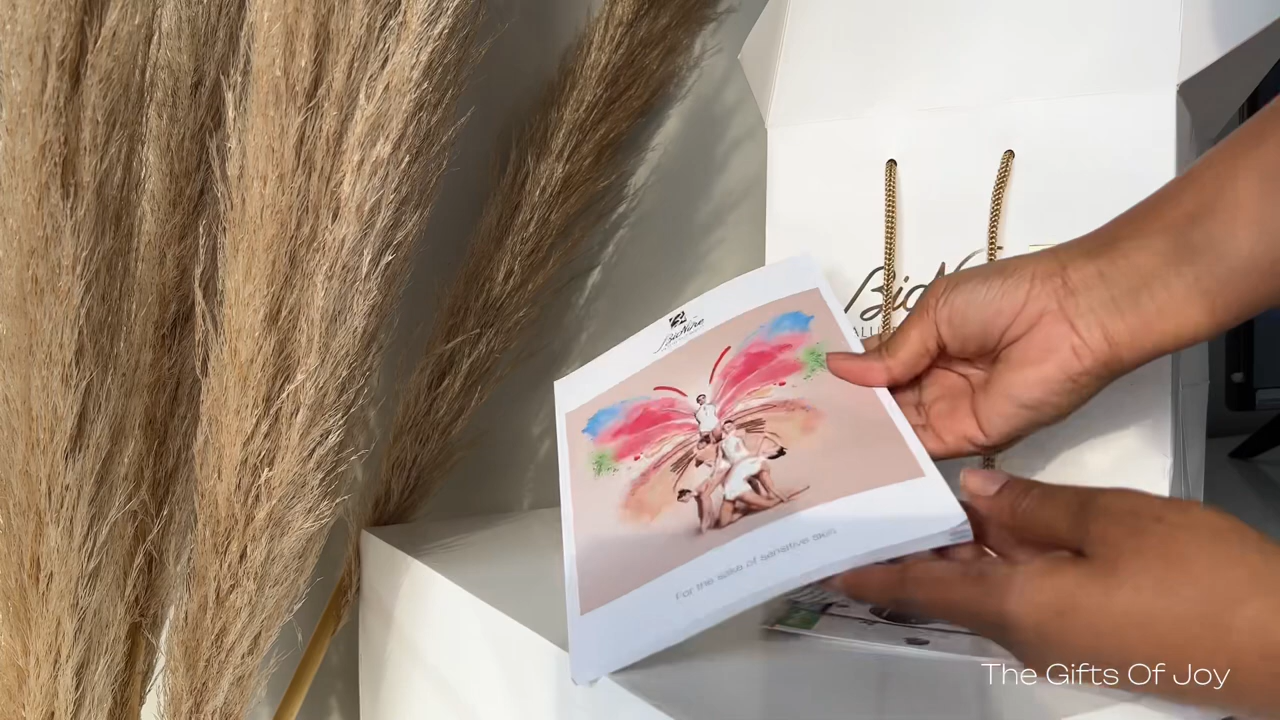 BioNike
For the sake of sensitive skin
The Gifts Of Joy